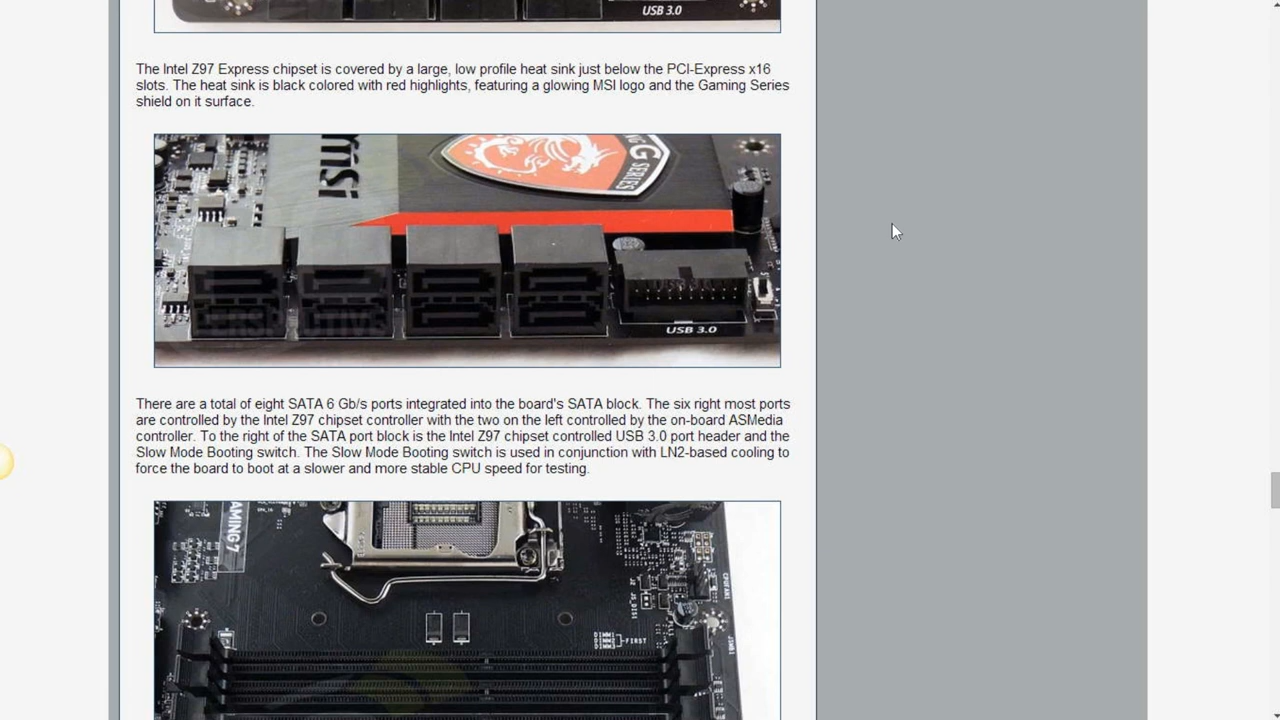 USB 3.0
The Intel Z97 Express chipset is covered by a large, low profile heat sink just below the PCI-Express x16
slots. The heat sink is black colored with red highlights, featuring a glowing MSI logo and the Gaming Series
shield on it surface.
msi
G
SERIES
USB 3.0
There are a total of eight SATA 6 Gb/s ports integrated into the board's SATA block. The six right most ports
are controlled by the Intel Z97 chipset controller with the two on the left controlled by the on-board ASMedia
controller. To the right of the SATA port block is the Intel Z97 chipset controlled USB 3.0 port header and the
Slow Mode Booting switch. The Slow Mode Booting switch is used in conjunction with LN2-based cooling to
force the board to boot at a slower and more stable CPU speed for testing.
AMING7
CPUFAN1
J5_DIS1
DIMM1
DIMM2
DIMM3
FIRST